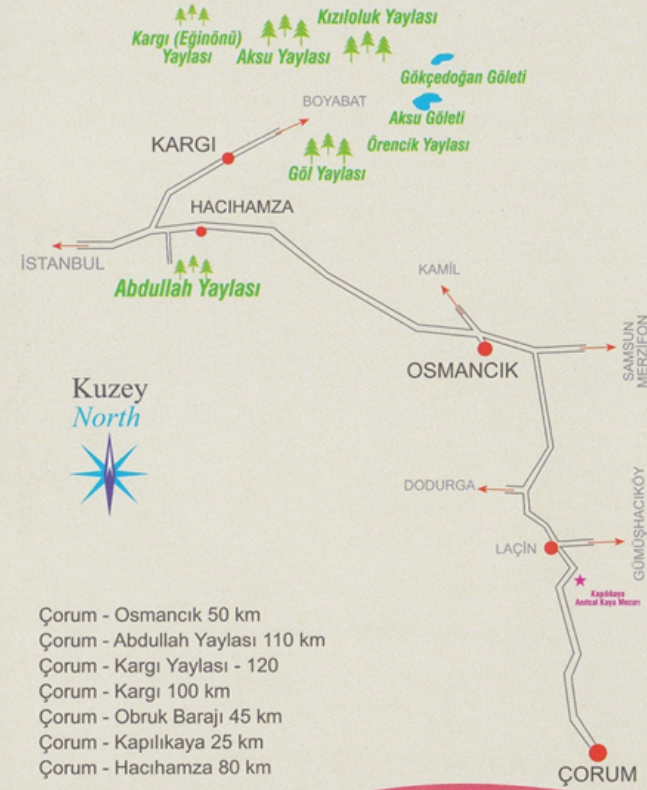 Kızıloluk Yaylası
Kargı (Eğinönü)
Yaylası
Aksu Yaylası
Gökçedoğan Göleti
BOYABAT
Aksu Göleti
KARGI
Örencik Yaylası
Göl Yaylası
HACIHAMZA
İSTANBUL
KAMİL
Abdullah Yaylası
SAMSUN
MERZİFON
OSMANCIK
Kuzey
North
DODURGA
GÜMÜŞHACIKÖY
LAÇİN
Kapılıkaya
Anıtsal Kaya Mezarı
Çorum - Osmancık 50 km
Çorum - Abdullah Yaylası 110 km
Çorum - Kargı Yaylası - 120
Çorum - Kargı 100 km
Çorum - Obruk Barajı 45 km
Çorum - Kapılıkaya 25 km
Çorum - Hacıhamza 80 km
ÇORUM